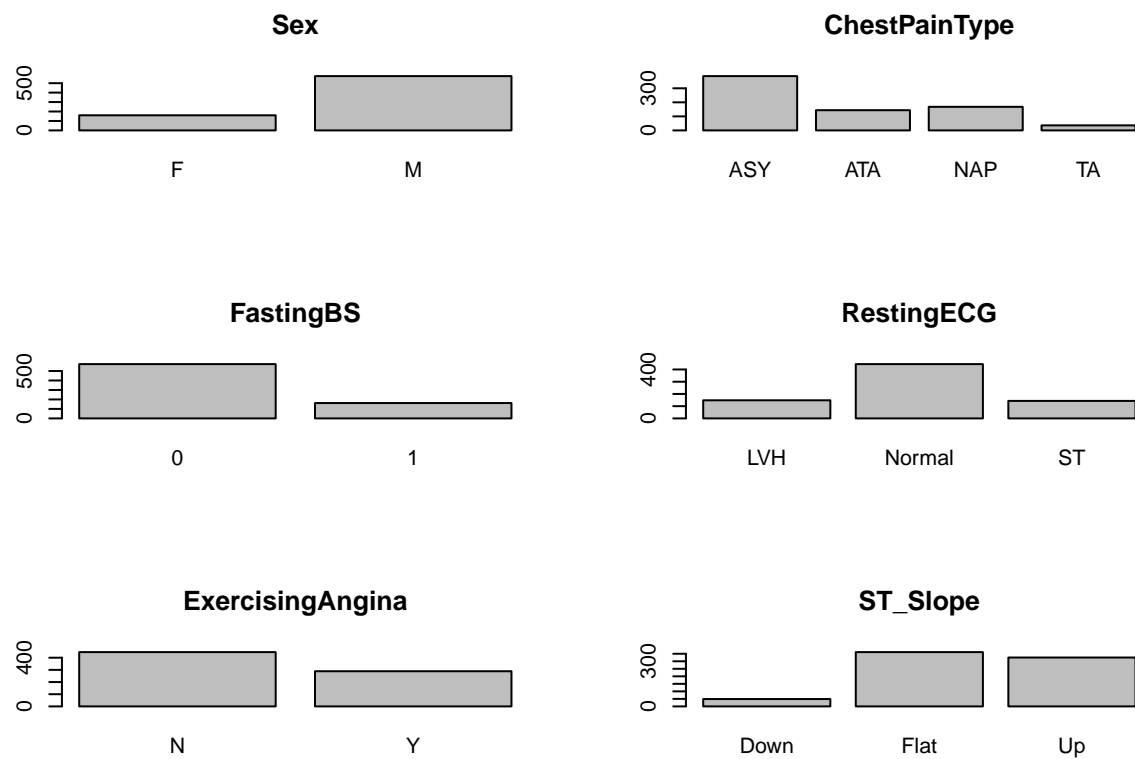 Sex
500
0
F M
ChestPainType
300
0
ASY ATA NAP TA
FastingBS
500
0
0 1
RestingECG
400
0
LVH Normal ST
ExercisingAngina
400
0
N Y
ST_Slope
300
0
Down Flat Up